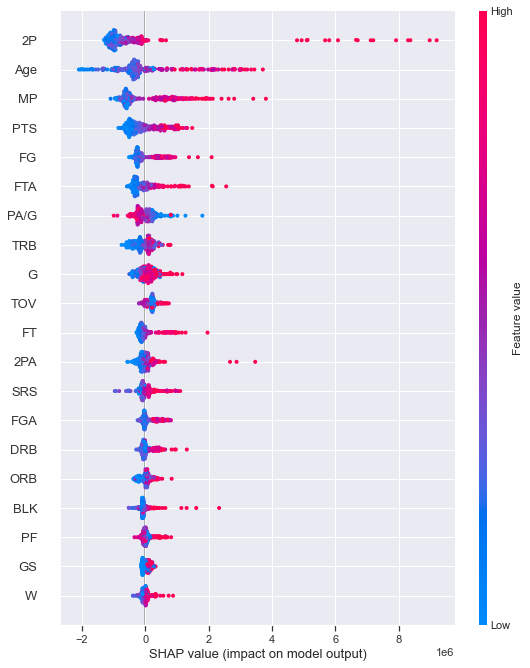 High
2P
Age
MP
PTS
FG
FTA
PA/G
TRB
G
TOV
FT
2PA
SRS
FGA
DRB
ORB
BLK
PF
GS
W
Feature value
Low
−2 0 2 4 6 8
1e6
SHAP value (impact on model output)